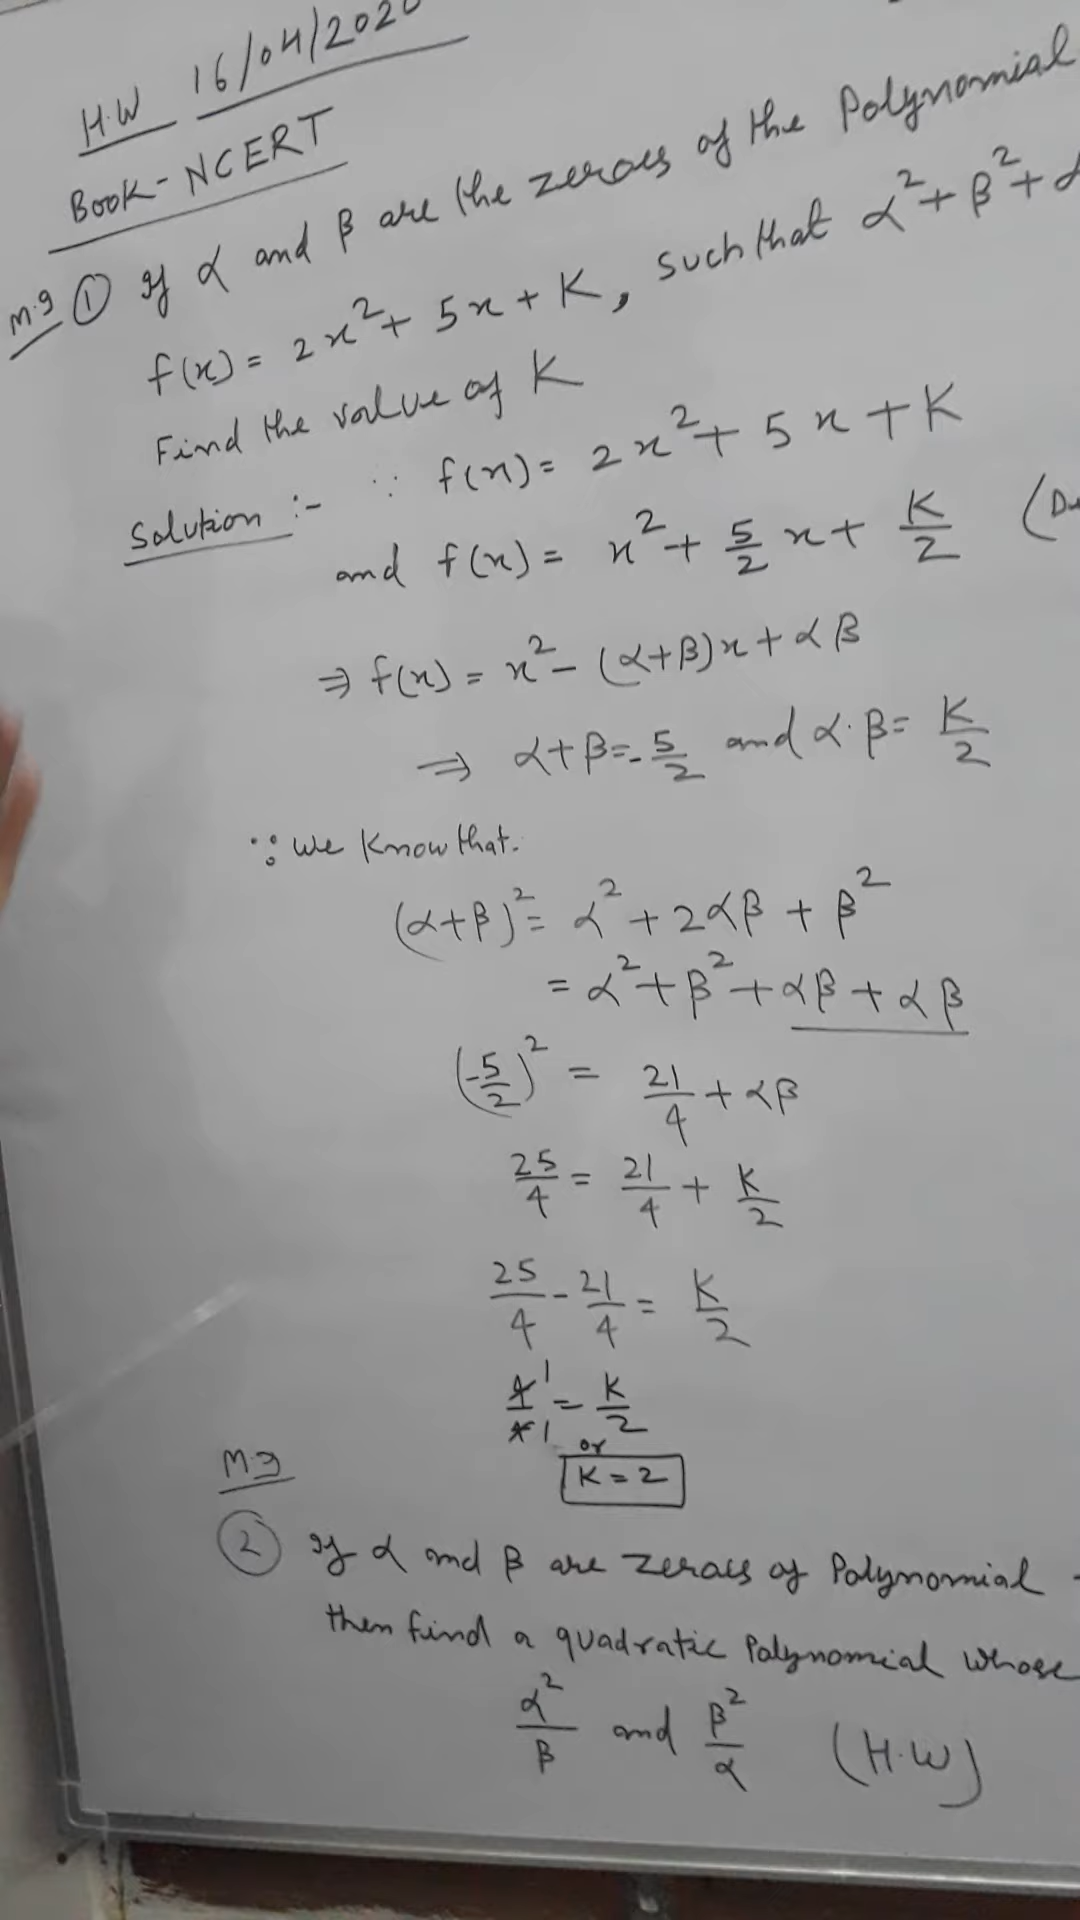 H.W 16/04/2020
Book - NCERT
M.g ① If α and β are the zeroes of the Polynomial
f(x) = 2x² + 5x + K, such that α² + β² +
Find the value of K
Solution :- ∵ f(x) = 2x² + 5x + K
and f(x) = x² + 5/2 x + K/2
⇒ f(x) = x² - (α+β)x + αβ
⇒ α+β = -5/2 and α.β = K/2
∵ We Know that.
(α+β)² = α² + 2αβ + β²
= α² + β² + αβ + αβ
(-5/2)² = 21/4 + αβ
25/4 = 21/4 + K/2
25/4 - 21/4 = K/2
4/4 1/1 = K/2
or
K = 2
M.g
② If α and β are zeroes of Polynomial
then find a quadratic Polynomial whose
α²/β and β²/α (H.W)